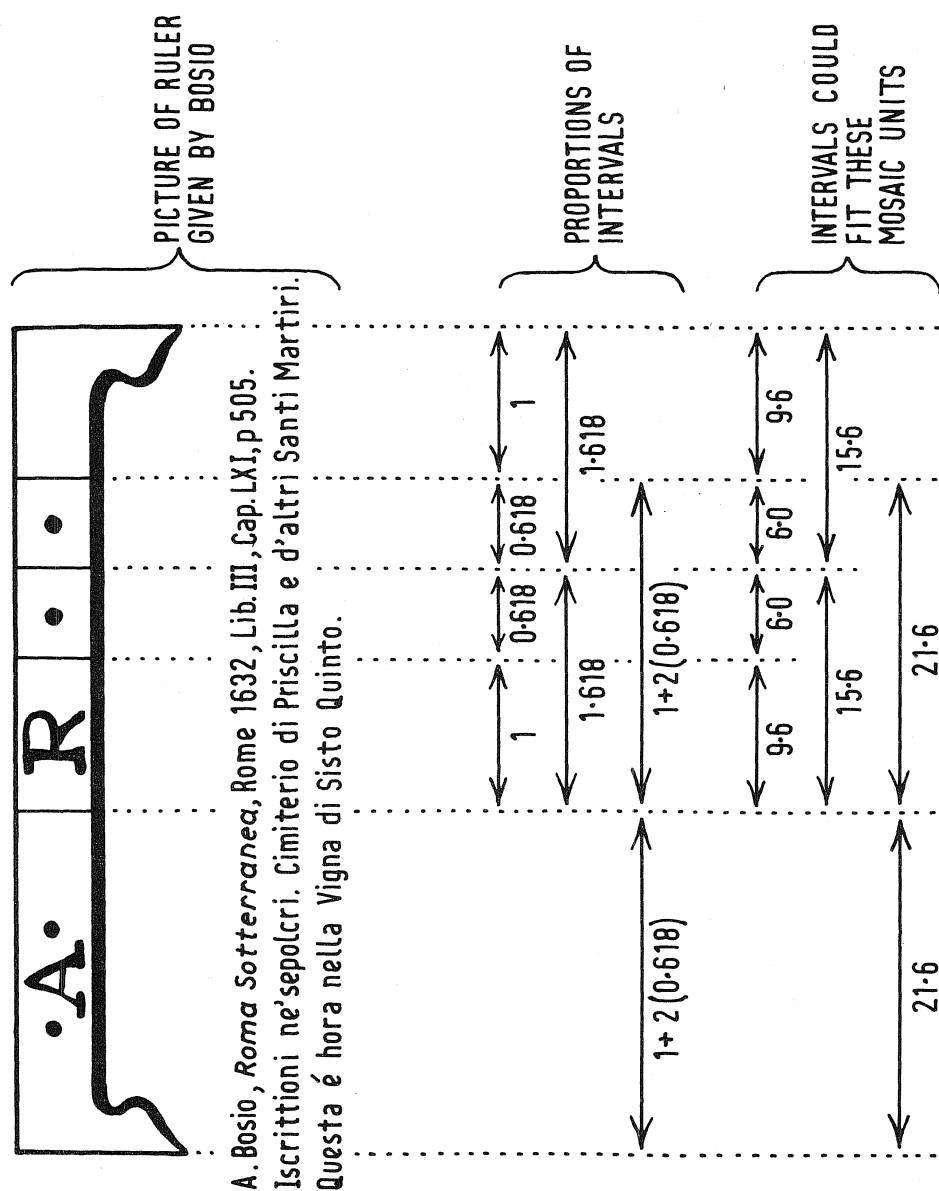 ·A· R · ·
PICTURE OF RULER
GIVEN BY BOSIO
A. Bosio, Roma Sotterranea, Rome 1632, Lib. III, Cap. LXI, p 505.
Iscrittioni ne'sepolcri. Cimiterio di Priscilla e d'altri Santi Martiri.
Questa é hora nella Vigna di Sisto Quinto.
1 0·618 0·618 1
1·618 1·618
1+2(0·618) 1+2(0·618)
PROPORTIONS OF
INTERVALS
9·6 6·0 6·0 9·6
15·6 15·6
21·6 21·6
INTERVALS COULD
FIT THESE
MOSAIC UNITS